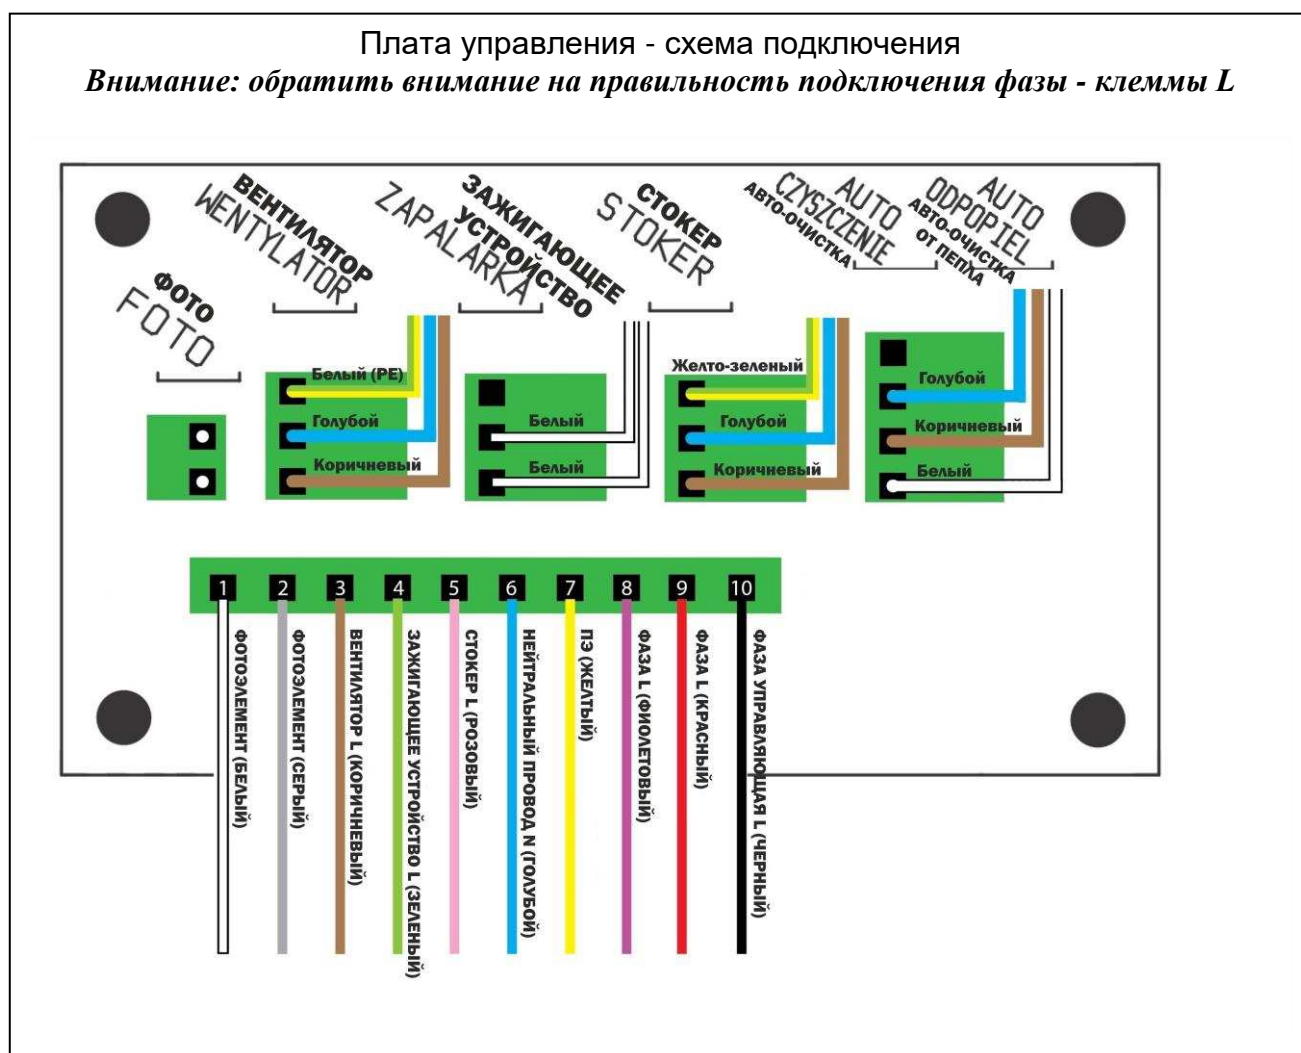 Плата управления - схема подключения
Внимание: обратить внимание на правильность подключения фазы - клеммы L
ФОТО
FOTO
ВЕНТИЛЯТОР
WENTYLATOR
ZAPALARKA
ЗАЖИГАЮЩЕЕ
УСТРОЙСТВО
СТОКЕР
STOKER
AUTO
CZYSZCZENIE
АВТО-ОЧИСТКА
AUTO
ODPOPIEL
АВТО-ОЧИСТКА
ОТ ПЕПЛА
Белый (PE)
Голубой
Коричневый
Белый
Белый
Желто-зеленый
Голубой
Коричневый
Голубой
Коричневый
Белый
1
2
3
4
5
6
7
8
9
10
ФОТОЭЛЕМЕНТ (БЕЛЫЙ)
ФОТОЭЛЕМЕНТ (СЕРЫЙ)
ВЕНТИЛЯТОР L (КОРИЧНЕВЫЙ)
ЗАЖИГАЮЩЕЕ УСТРОЙСТВО L (ЗЕЛЕНЫЙ)
СТОКЕР L (РОЗОВЫЙ)
НЕЙТРАЛЬНЫЙ ПРОВОД N (ГОЛУБОЙ)
ПЭ (ЖЕЛТЫЙ)
ФАЗА L (ФИОЛЕТОВЫЙ)
ФАЗА L (КРАСНЫЙ)
ФАЗА УПРАВЛЯЮЩАЯ L (ЧЕРНЫЙ)